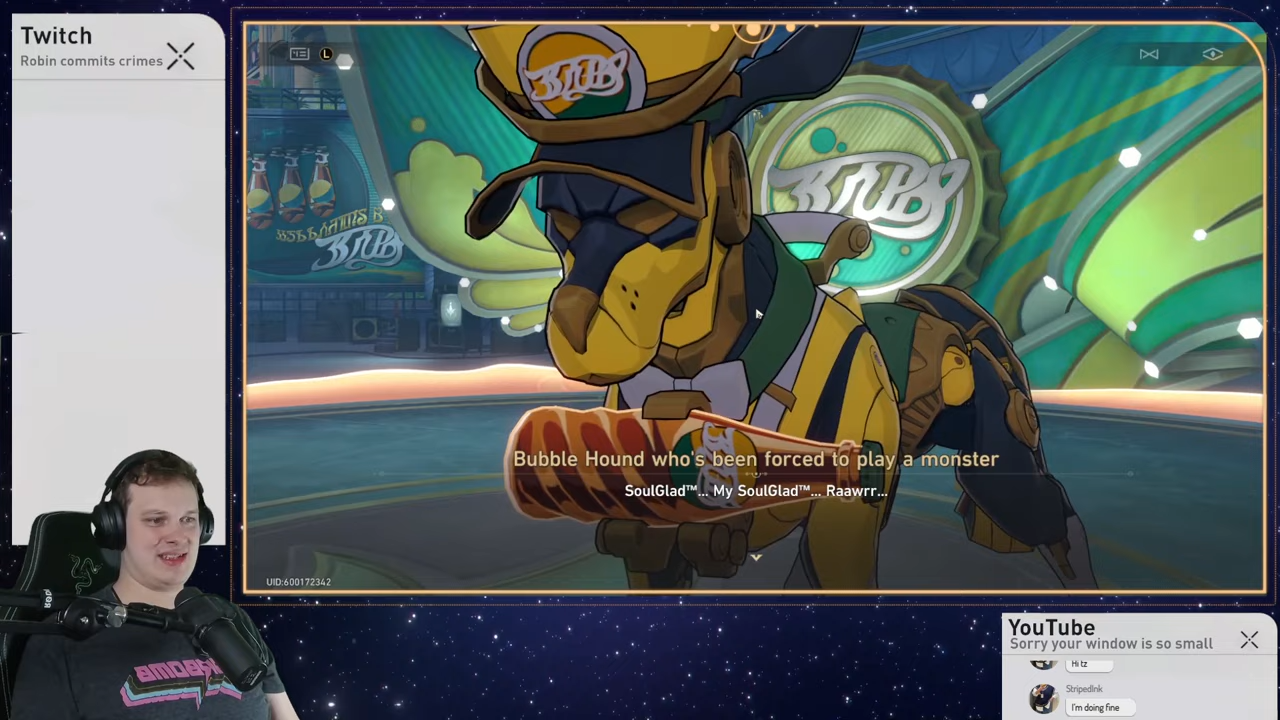 Twitch
Robin commits crimes
L
Bubble Hound who's been forced to play a monster
SoulGlad™... My SoulGlad™... Raawrr...
UID:600172342
YouTube
Sorry your window is so small
Hi tz
StripedInk
I'm doing fine